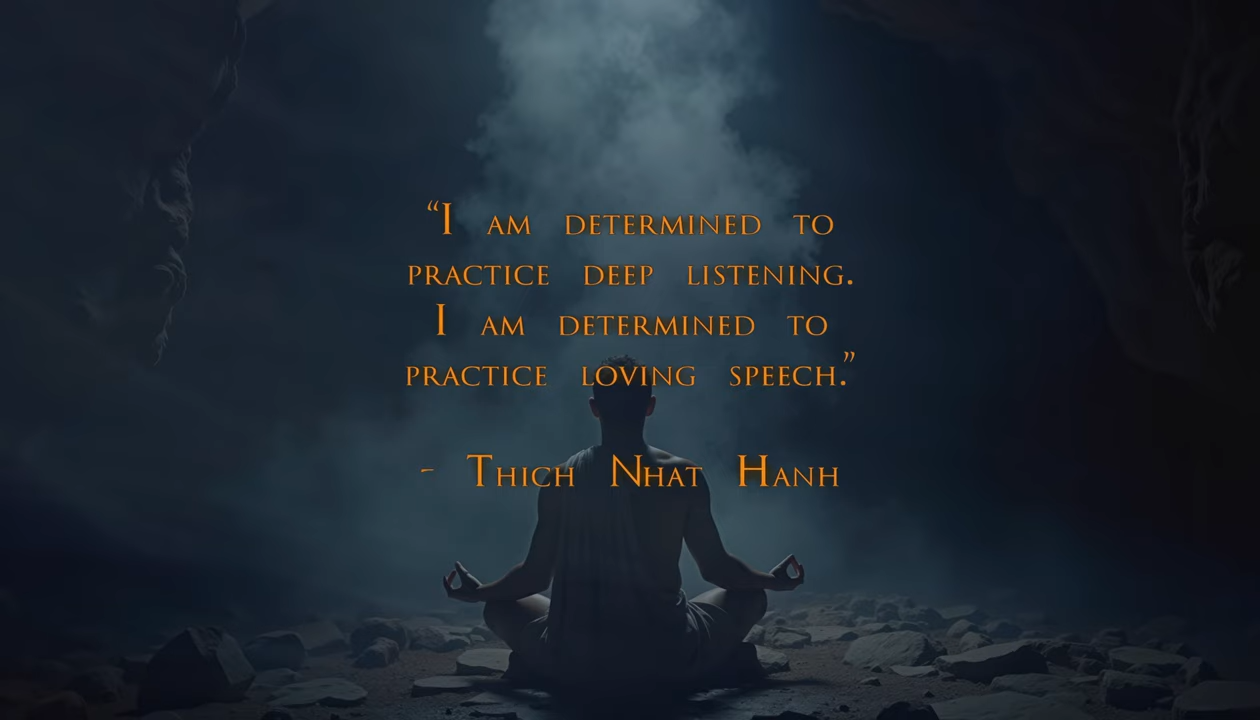 “I am determined to
practice deep listening.
I am determined to
practice loving speech.”
- Thich Nhat Hanh